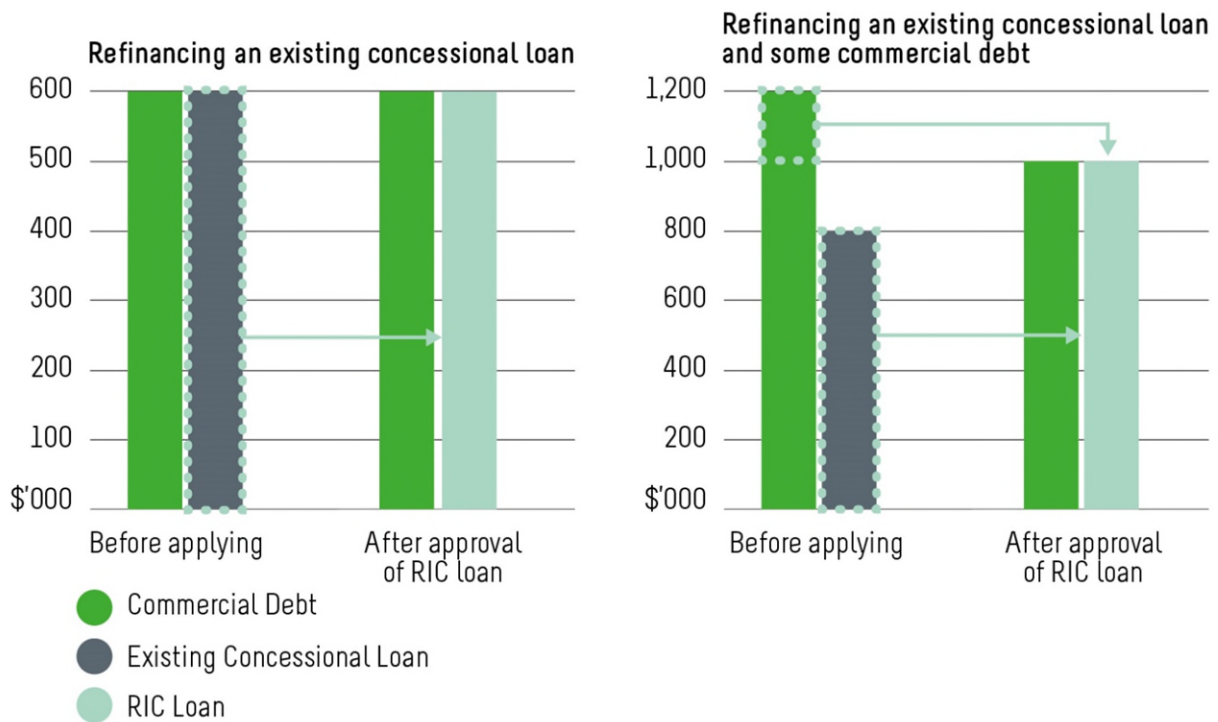 Refinancing an existing concessional loan
600
500
400
300
200
100
$'000
Before applying
After approval
of RIC loan
Commercial Debt
Existing Concessional Loan
RIC Loan
Refinancing an existing concessional loan
and some commercial debt
1,200
1,000
800
600
400
200
$'000
Before applying
After approval
of RIC loan